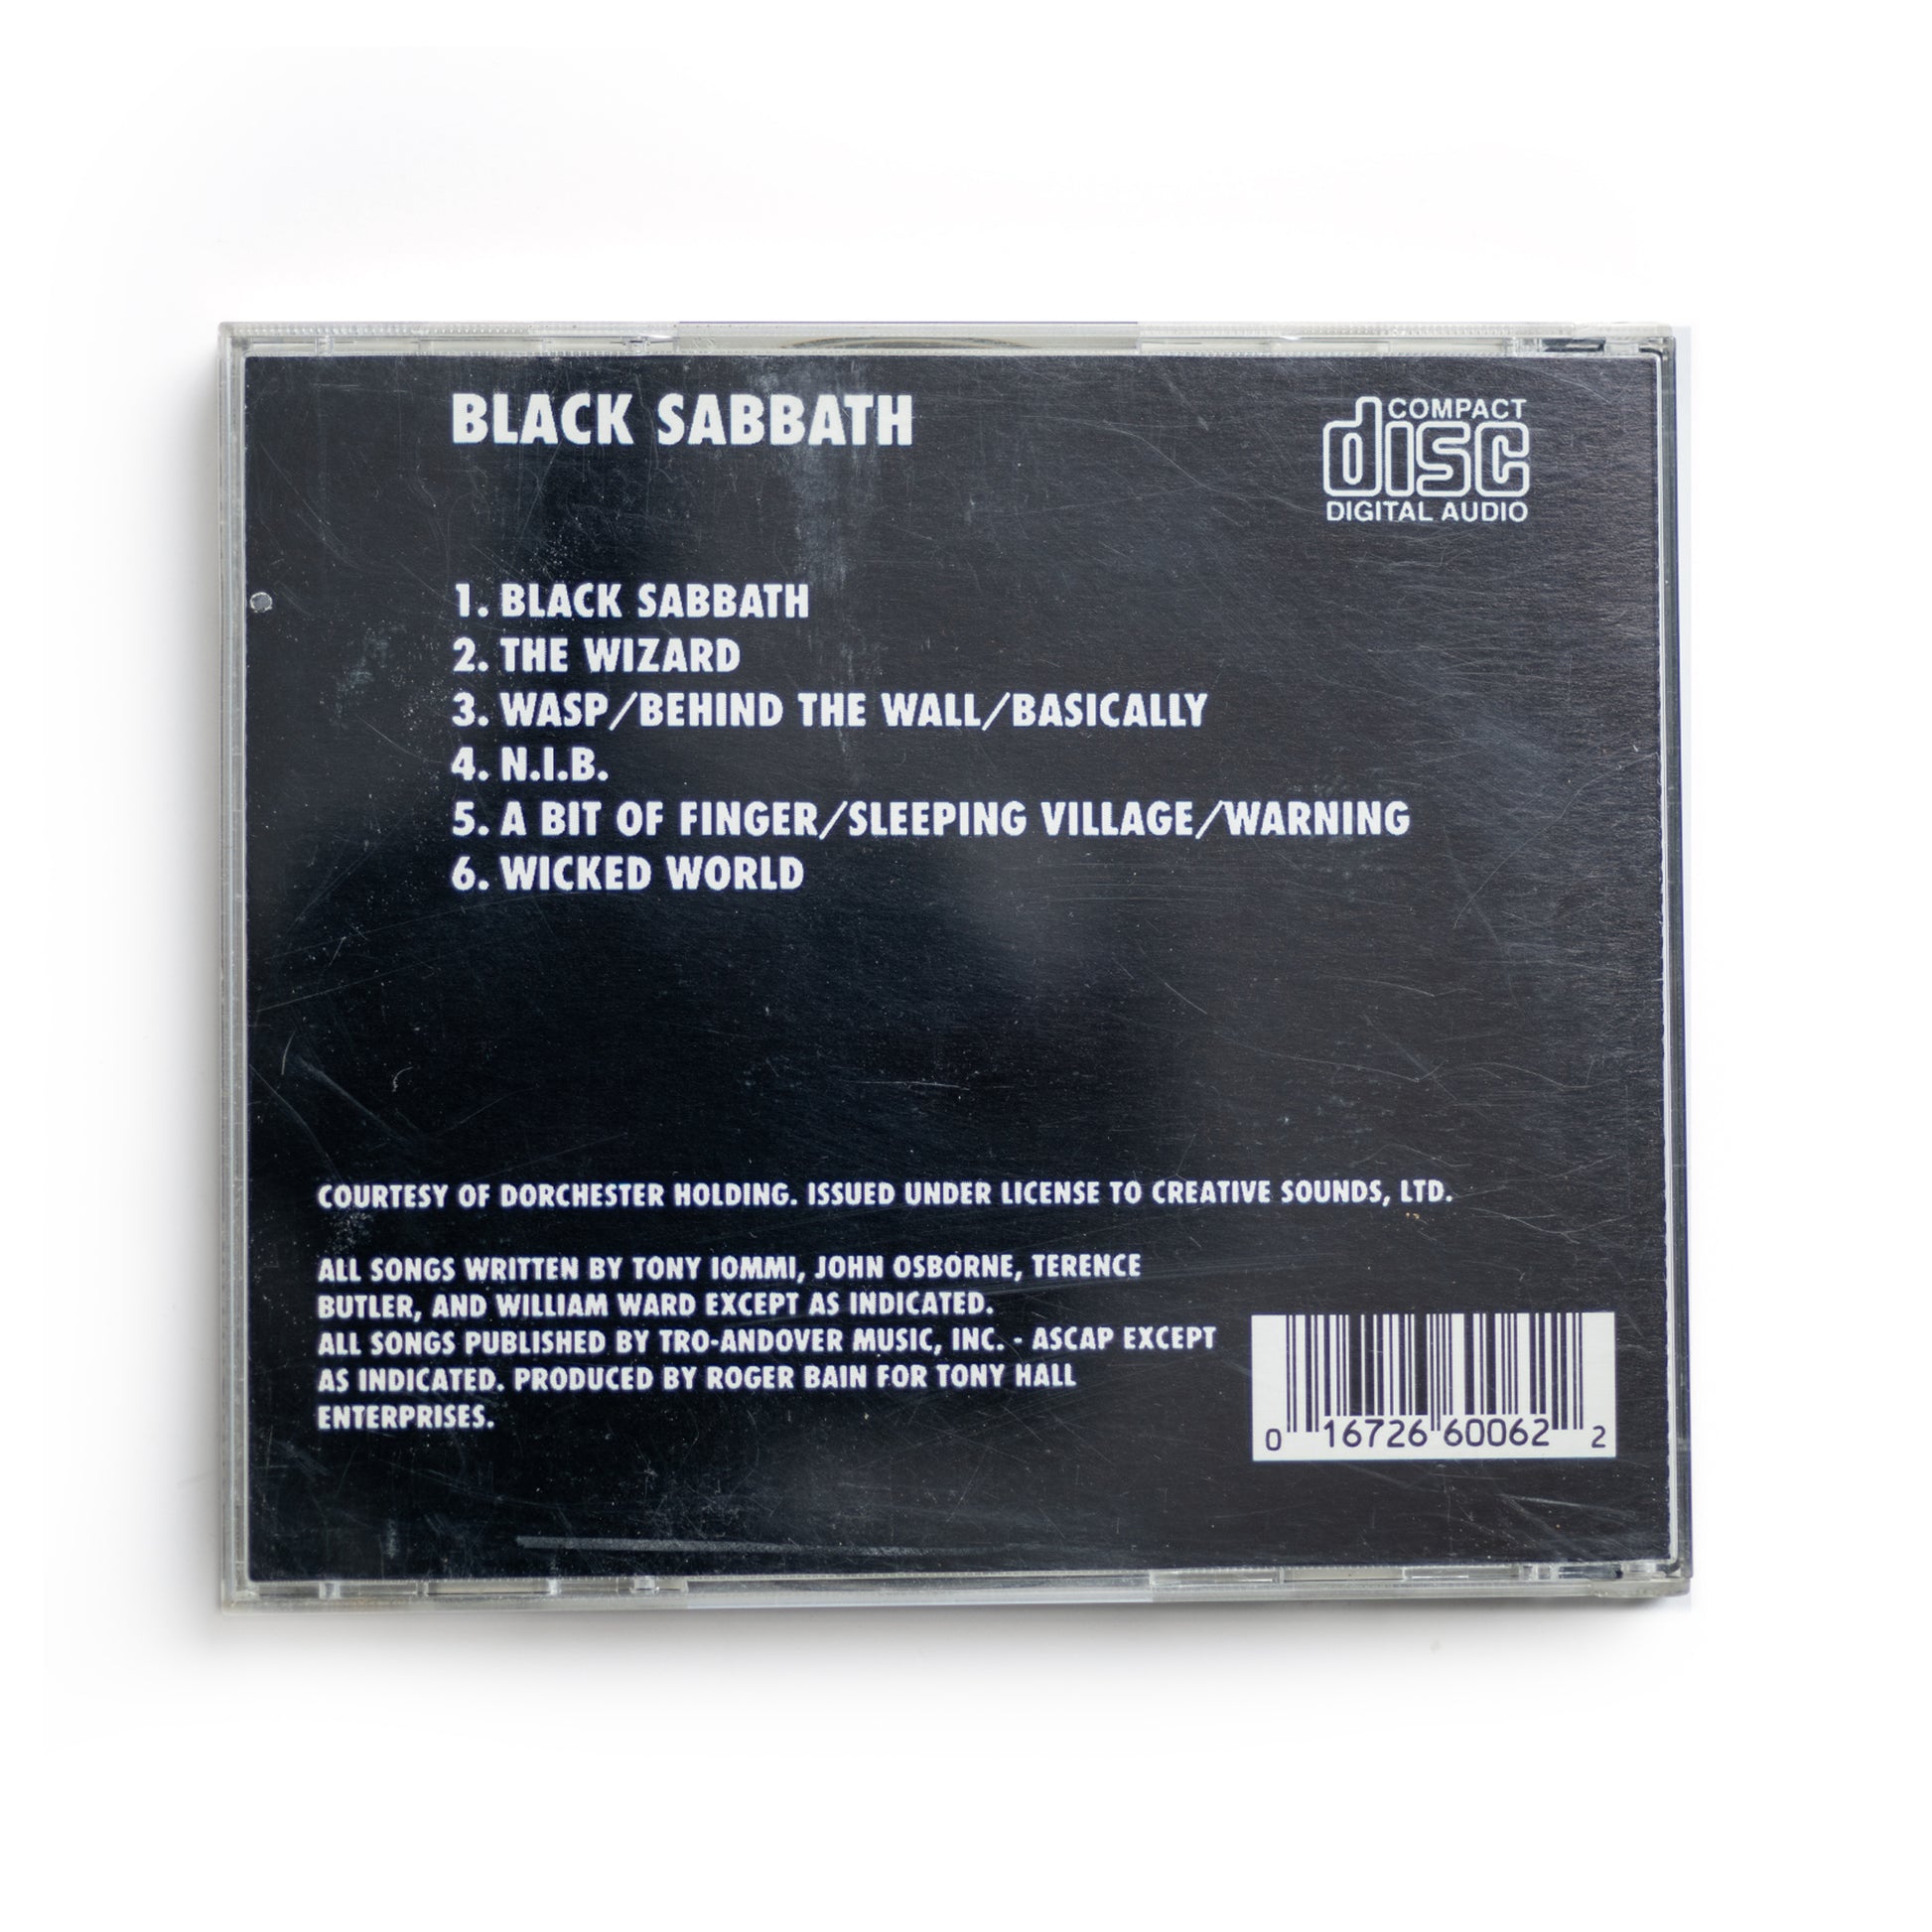 BLACK SABBATH
COMPACT
disc
DIGITAL AUDIO
1. BLACK SABBATH
2. THE WIZARD
3. WASP/BEHIND THE WALL/BASICALLY
4. N.I.B.
5. A BIT OF FINGER/SLEEPING VILLAGE/WARNING
6. WICKED WORLD
COURTESY OF DORCHESTER HOLDING. ISSUED UNDER LICENSE TO CREATIVE SOUNDS, LTD.
ALL SONGS WRITTEN BY TONY IOMMI, JOHN OSBORNE, TERENCE
BUTLER, AND WILLIAM WARD EXCEPT AS INDICATED.
ALL SONGS PUBLISHED BY TRO-ANDOVER MUSIC, INC. - ASCAP EXCEPT
AS INDICATED. PRODUCED BY ROGER BAIN FOR TONY HALL
ENTERPRISES.
0 16726 60062 2